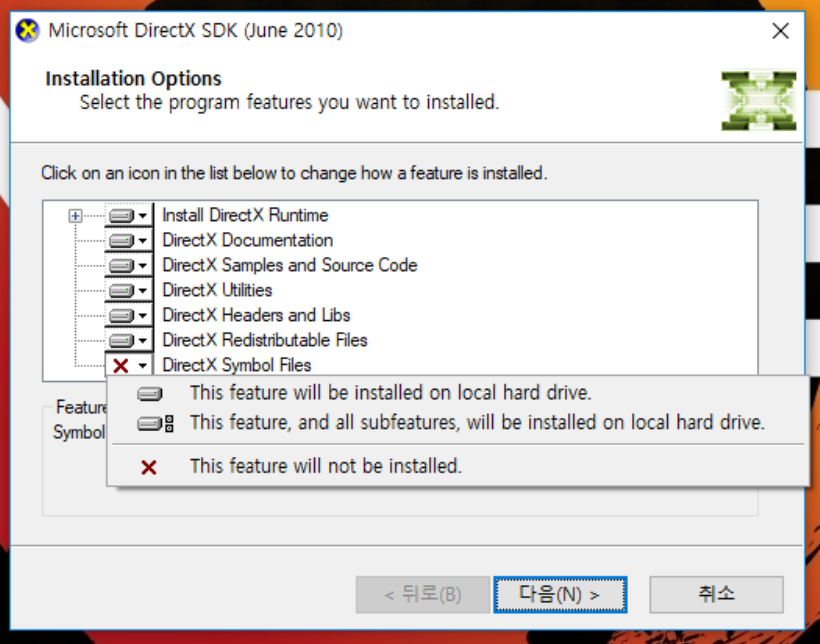 Microsoft DirectX SDK (June 2010)
Installation Options
Select the program features you want to installed.
Click on an icon in the list below to change how a feature is installed.
Install DirectX Runtime
DirectX Documentation
DirectX Samples and Source Code
DirectX Utilities
DirectX Headers and Libs
DirectX Redistributable Files
DirectX Symbol Files
This feature will be installed on local hard drive.
This feature, and all subfeatures, will be installed on local hard drive.
This feature will not be installed.
Feature
Symbol
< 뒤로(B)
다음(N) >
취소